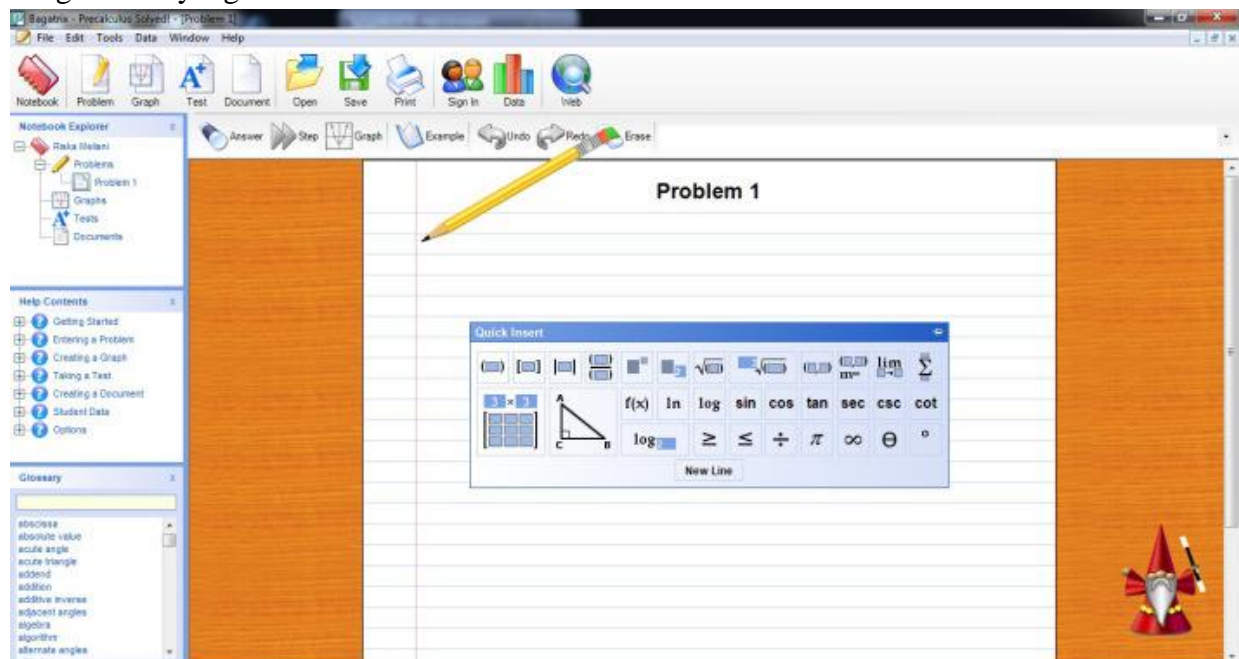 Bagatrix - Precalculus Solved! - [Problem 1]
File Edit Tools Data Window Help
Notebook Problem Graph Test Document Open Save Print Sign In Data Web
Notebook Explorer
Answer Step Graph Example Undo Redo Erase
Problems
Problem 1
Graphs
Tests
Documents
Problem 1
Help Contents
Getting Started
Entering a Problem
Creating a Graph
Taking a Test
Creating a Document
Student Data
Options
Quick Insert
lim
3 × 3
A
C B
f(x) ln log sin cos tan sec csc cot
log ≥ ≤ ÷ π ∞ Θ °
New Line
Glossary
abscissa
absolute value
acute angle
acute triangle
addend
addition
additive inverse
adjacent angles
algebra
algorithm
alternate angles